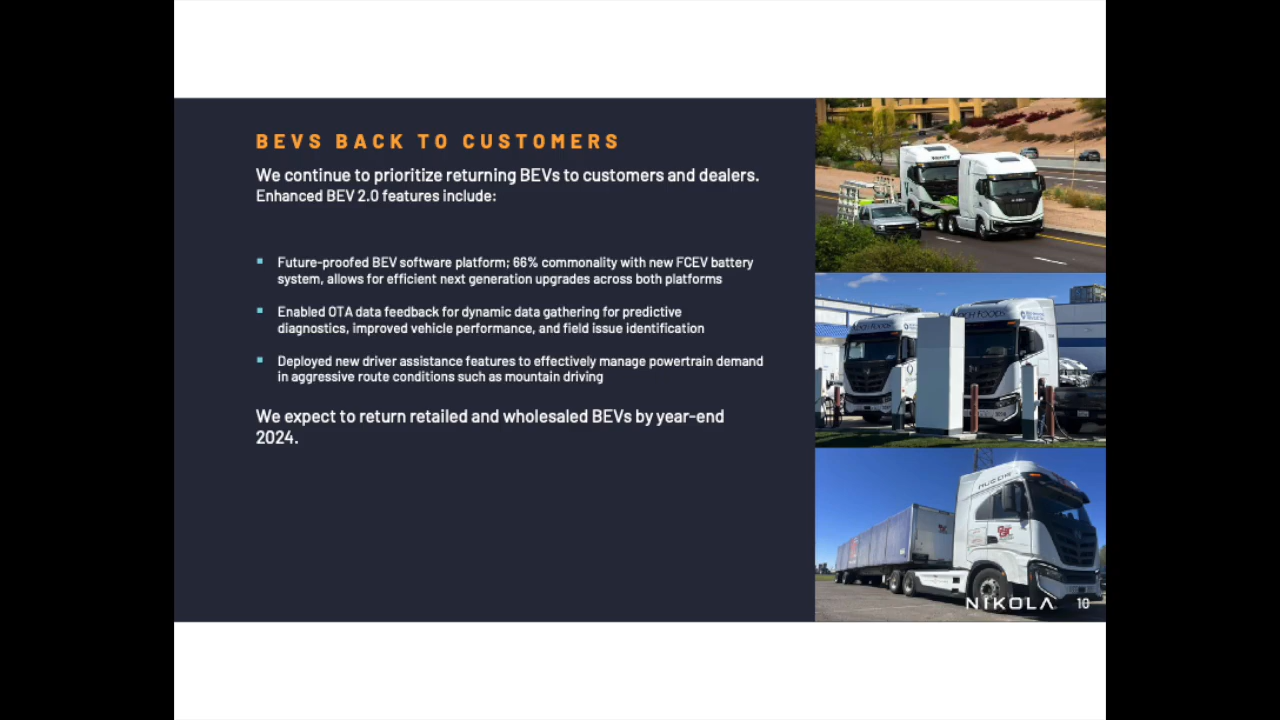 BEVS BACK TO CUSTOMERS
We continue to prioritize returning BEVs to customers and dealers.
Enhanced BEV 2.0 features include:
Future-proofed BEV software platform; 66% commonality with new FCEV battery
system, allows for efficient next generation upgrades across both platforms
Enabled OTA data feedback for dynamic data gathering for predictive
diagnostics, improved vehicle performance, and field issue identification
Deployed new driver assistance features to effectively manage powertrain demand
in aggressive route conditions such as mountain driving
We expect to return retailed and wholesaled BEVs by year-end
2024.
FOODS
FOODS
NIKOLA 10